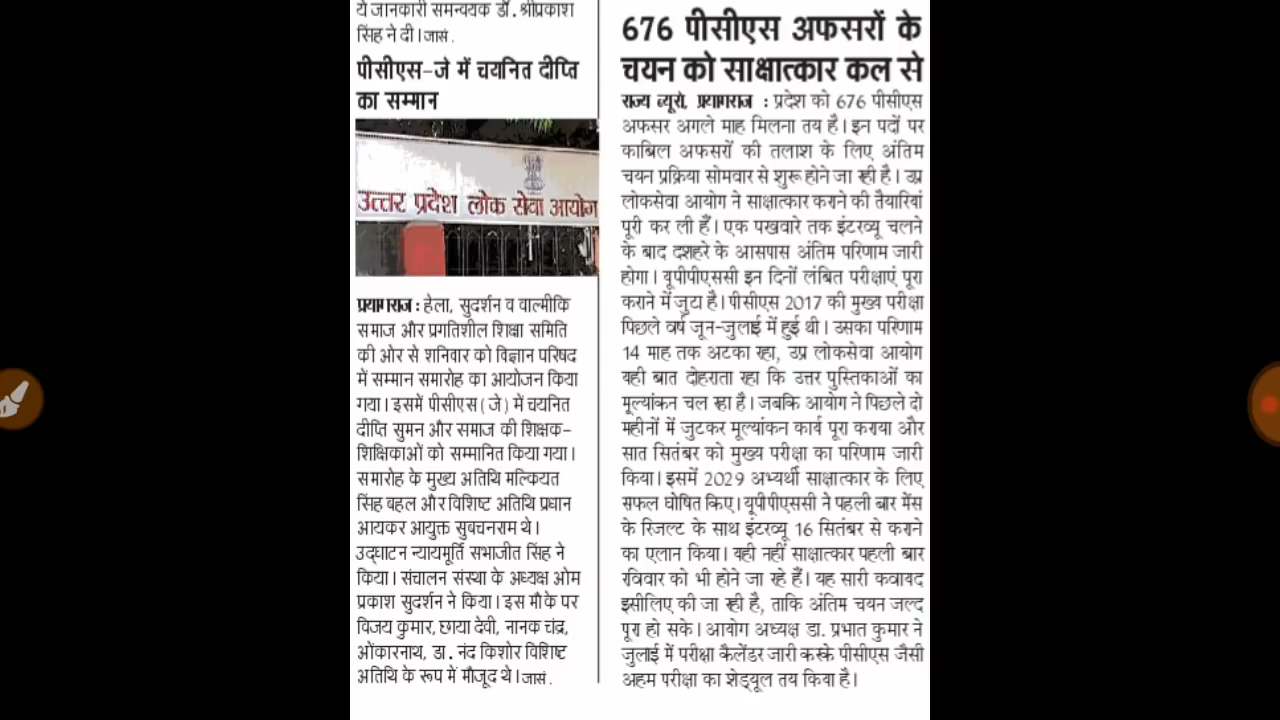 ये जानकारी समन्वयक डॉ. श्रीप्रकाश
सिंह ने दी। जासं.
पीसीएस-जे में चयनित दीप्ति
का सम्मान
उत्तर प्रदेश लोक सेवा आयोग
प्रयागराज : हेला, सुदर्शन व वाल्मीकि
समाज और प्रगतिशील शिक्षा समिति
की ओर से शनिवार को विज्ञान परिषद
में सम्मान समारोह का आयोजन किया
गया। इसमें पीसीएस (जे) में चयनित
दीप्ति सुमन और समाज की शिक्षक-
शिक्षिकाओं को सम्मानित किया गया।
समारोह के मुख्य अतिथि मल्कियत
सिंह बहल और विशिष्ट अतिथि प्रधान
आयकर आयुक्त सुबचनराम थे।
उद्घाटन न्यायमूर्ति सभाजीत सिंह ने
किया। संचालन संस्था के अध्यक्ष ओम
प्रकाश सुदर्शन ने किया। इस मौके पर
विजय कुमार, छाया देवी, नानक चंद्र,
ओंकारनाथ, डा. नंद किशोर विशिष्ट
अतिथि के रूप में मौजूद थे। जासं.
676 पीसीएस अफसरों के
चयन को साक्षात्कार कल से
राज्य ब्यूरो, प्रयागराज : प्रदेश को 676 पीसीएस
अफसर अगले माह मिलना तय है। इन पदों पर
काबिल अफसरों की तलाश के लिए अंतिम
चयन प्रक्रिया सोमवार से शुरू होने जा रही है। उप्र
लोकसेवा आयोग ने साक्षात्कार कराने की तैयारियां
पूरी कर ली हैं। एक पखवारे तक इंटरव्यू चलने
के बाद दशहरे के आसपास अंतिम परिणाम जारी
होगा। यूपीपीएससी इन दिनों लंबित परीक्षाएं पूरा
कराने में जुटा है। पीसीएस 2017 की मुख्य परीक्षा
पिछले वर्ष जून-जुलाई में हुई थी। उसका परिणाम
14 माह तक अटका रहा, उप्र लोकसेवा आयोग
यही बात दोहराता रहा कि उत्तर पुस्तिकाओं का
मूल्यांकन चल रहा है। जबकि आयोग ने पिछले दो
महीनों में जुटकर मूल्यांकन कार्य पूरा कराया और
सात सितंबर को मुख्य परीक्षा का परिणाम जारी
किया। इसमें 2029 अभ्यर्थी साक्षात्कार के लिए
सफल घोषित किए। यूपीपीएससी ने पहली बार मेंस
के रिजल्ट के साथ इंटरव्यू 16 सितंबर से कराने
का एलान किया। यही नहीं साक्षात्कार पहली बार
रविवार को भी होने जा रहे हैं। यह सारी कवायद
इसीलिए की जा रही है, ताकि अंतिम चयन जल्द
पूरा हो सके। आयोग अध्यक्ष डा. प्रभात कुमार ने
जुलाई में परीक्षा कैलेंडर जारी करके पीसीएस जैसी
अहम परीक्षा का शेड्यूल तय किया है।